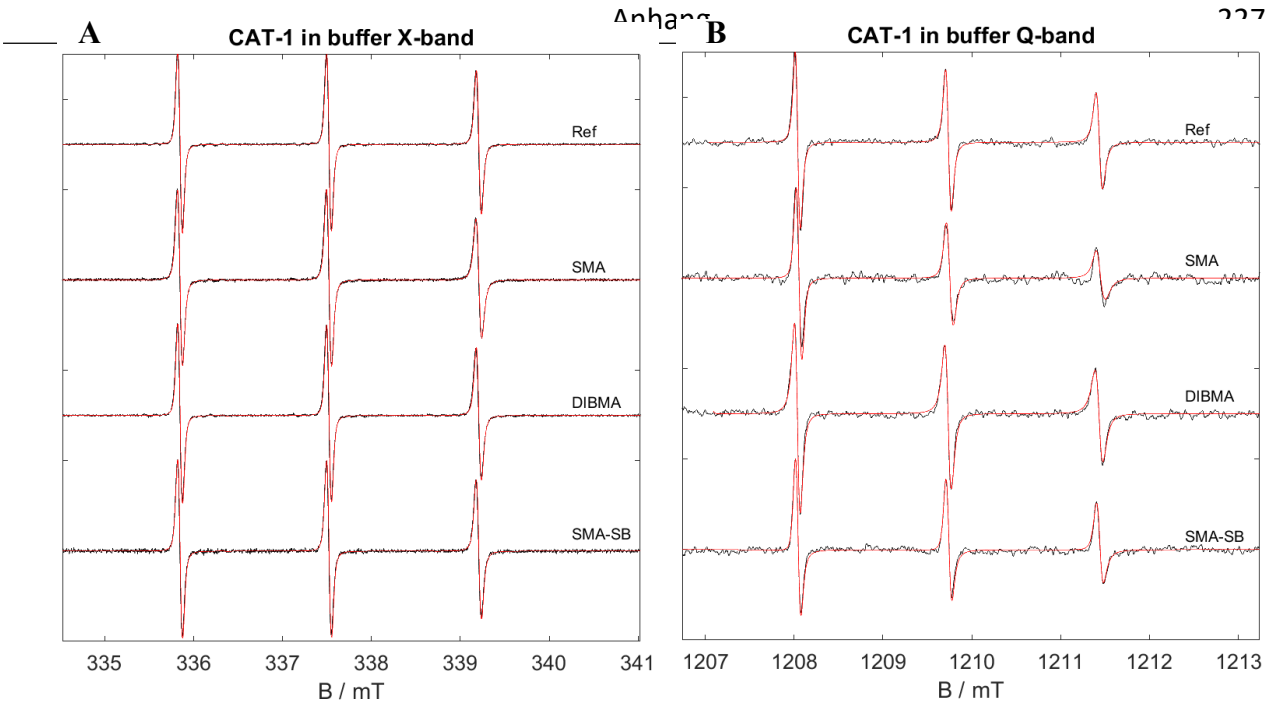 Anhang 227
A CAT-1 in buffer X-band
Ref
SMA
DIBMA
SMA-SB
335 336 337 338 339 340 341
B / mT
B CAT-1 in buffer Q-band
Ref
SMA
DIBMA
SMA-SB
1207 1208 1209 1210 1211 1212 1213
B / mT